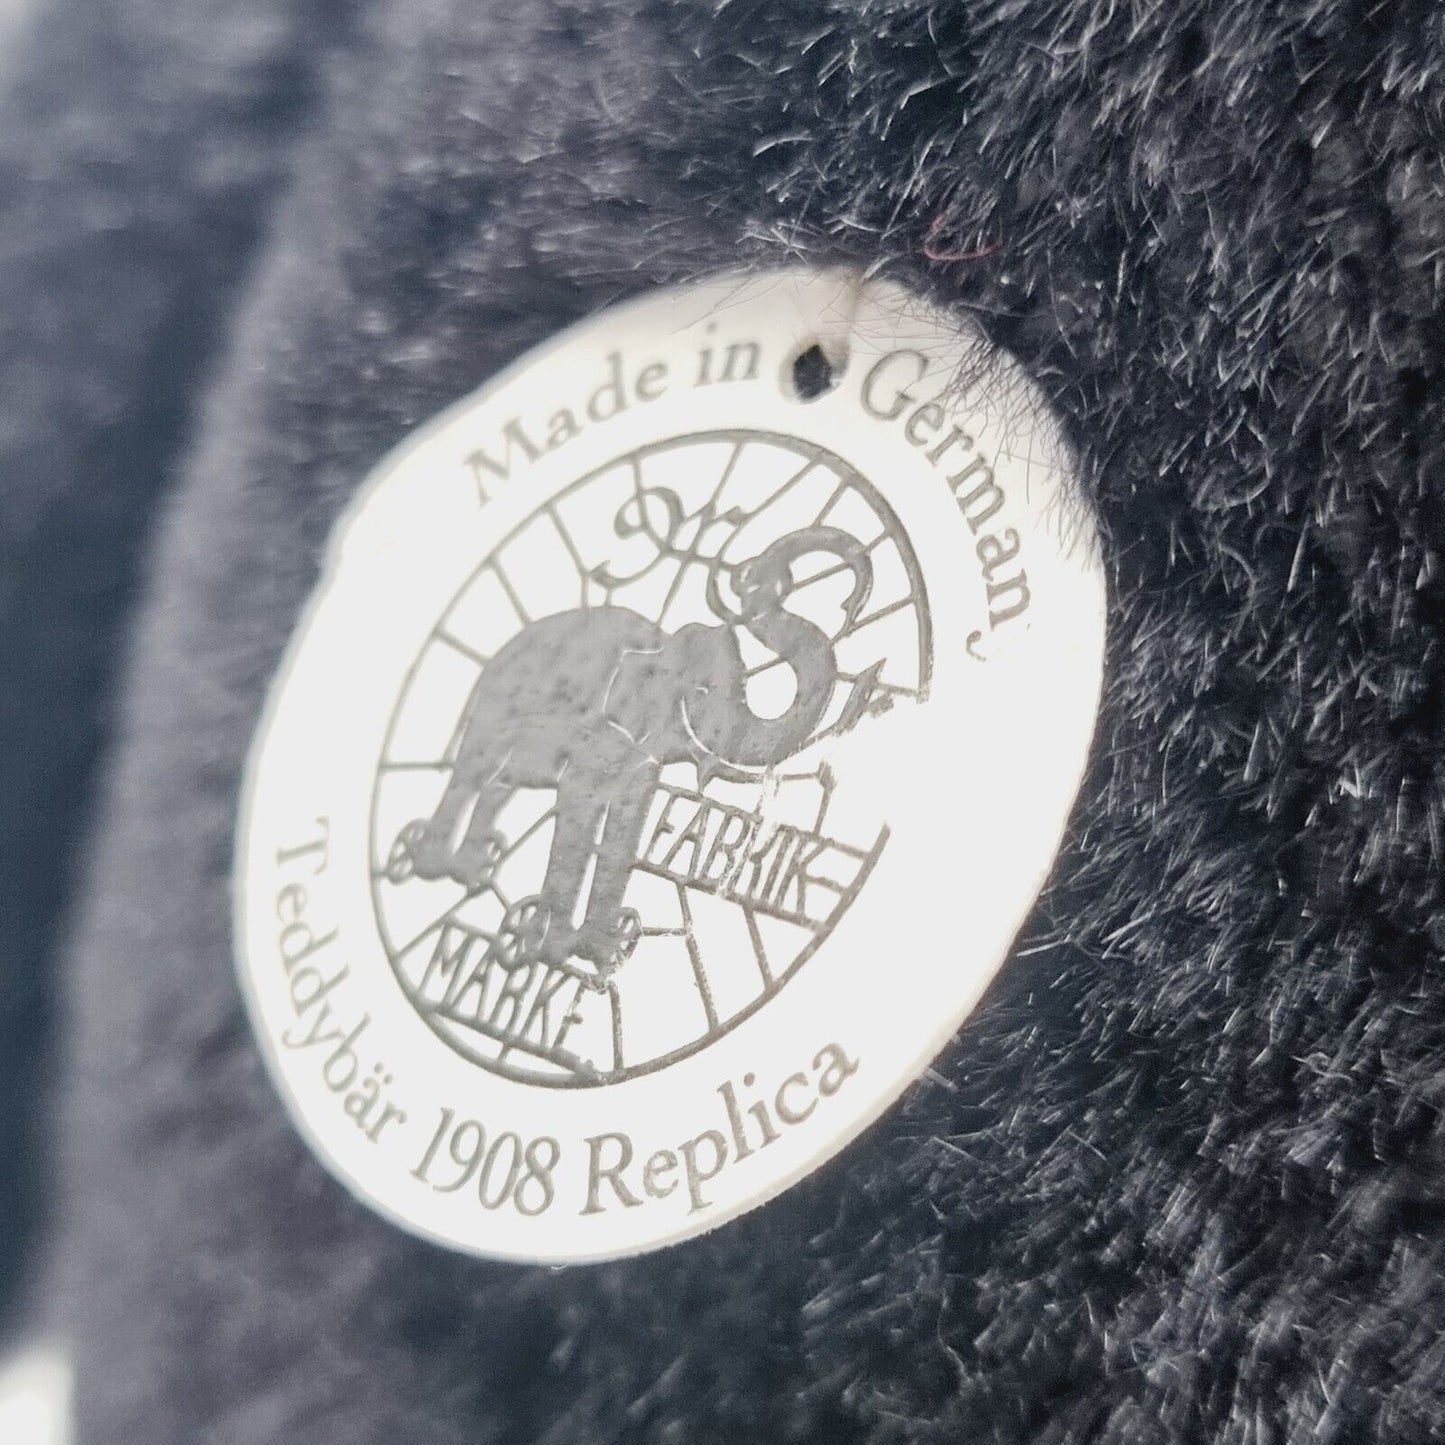 Made in Germany
H S
FABRIK
MARKE
Teddybär 1908 Replica